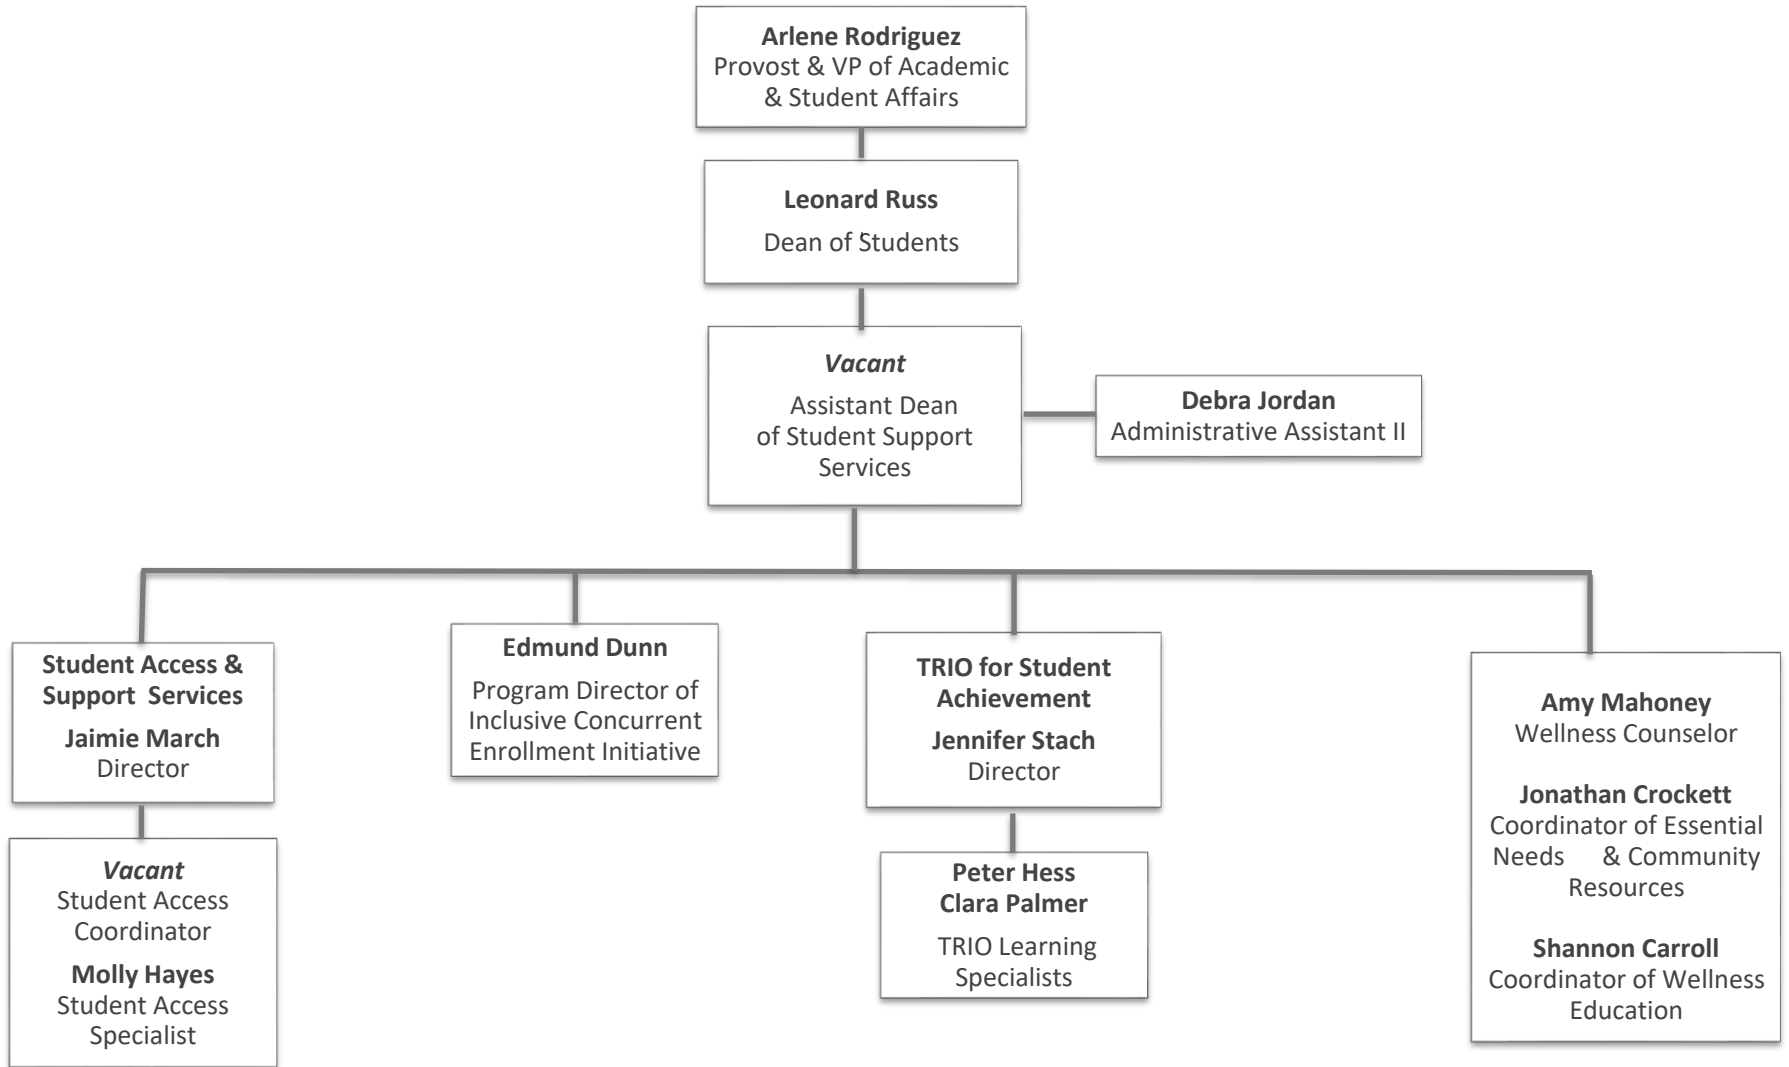 Arlene Rodriguez
Provost & VP of Academic
& Student Affairs
Leonard Russ
Dean of Students
Vacant
Assistant Dean
of Student Support
Services
Debra Jordan
Administrative Assistant II
Student Access &
Support Services
Jaimie March
Director
Vacant
Student Access
Coordinator
Molly Hayes
Student Access
Specialist
Edmund Dunn
Program Director of
Inclusive Concurrent
Enrollment Initiative
TRIO for Student
Achievement
Jennifer Stach
Director
Peter Hess
Clara Palmer
TRIO Learning
Specialists
Amy Mahoney
Wellness Counselor
Jonathan Crockett
Coordinator of Essential
Needs & Community
Resources
Shannon Carroll
Coordinator of Wellness
Education